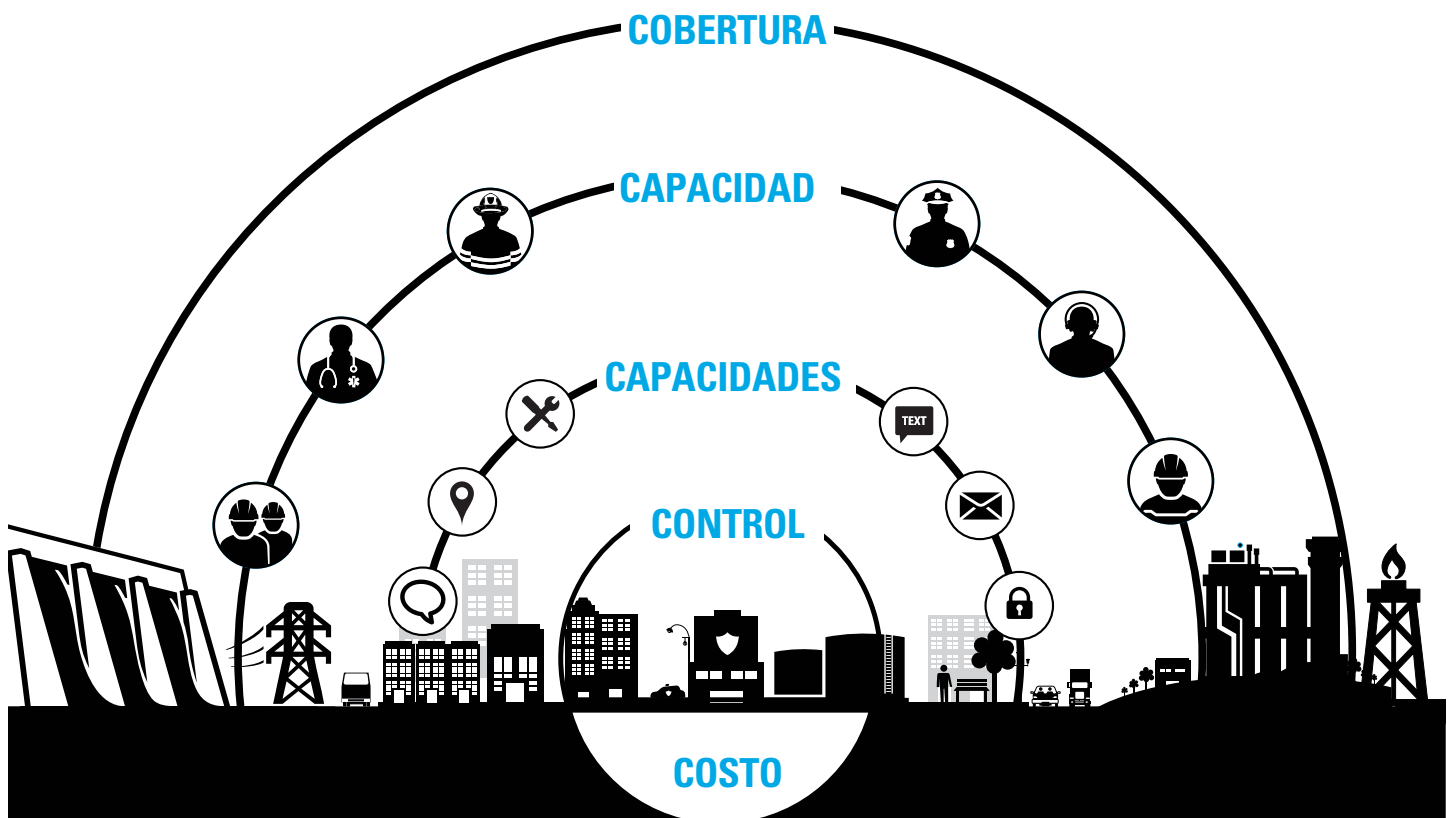 COBERTURA
CAPACIDAD
CAPACIDADES
TEXT
CONTROL
COSTO